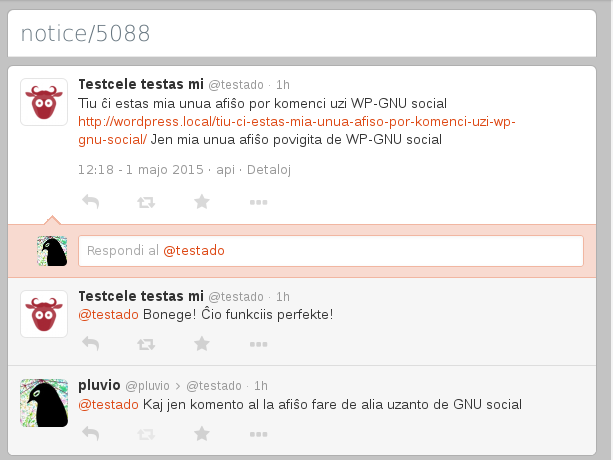 notice/5088
Testcele testas mi @testado · 1h
Tiu ĉi estas mia unua afiŝo por komenci uzi WP-GNU social
http://wordpress.local/tiu-ci-estas-mia-unua-afiso-por-komenci-uzi-wp-
gnu-social/ Jen mia unua afiŝo povigita de WP-GNU social
12:18 - 1 majo 2015 · api · Detaloj
Respondi al @testado
Testcele testas mi @testado · 1h
@testado Bonege! Ĉio funkciis perfekte!
pluvio @pluvio › @testado · 1h
@testado Kaj jen komento al la afiŝo fare de alia uzanto de GNU social